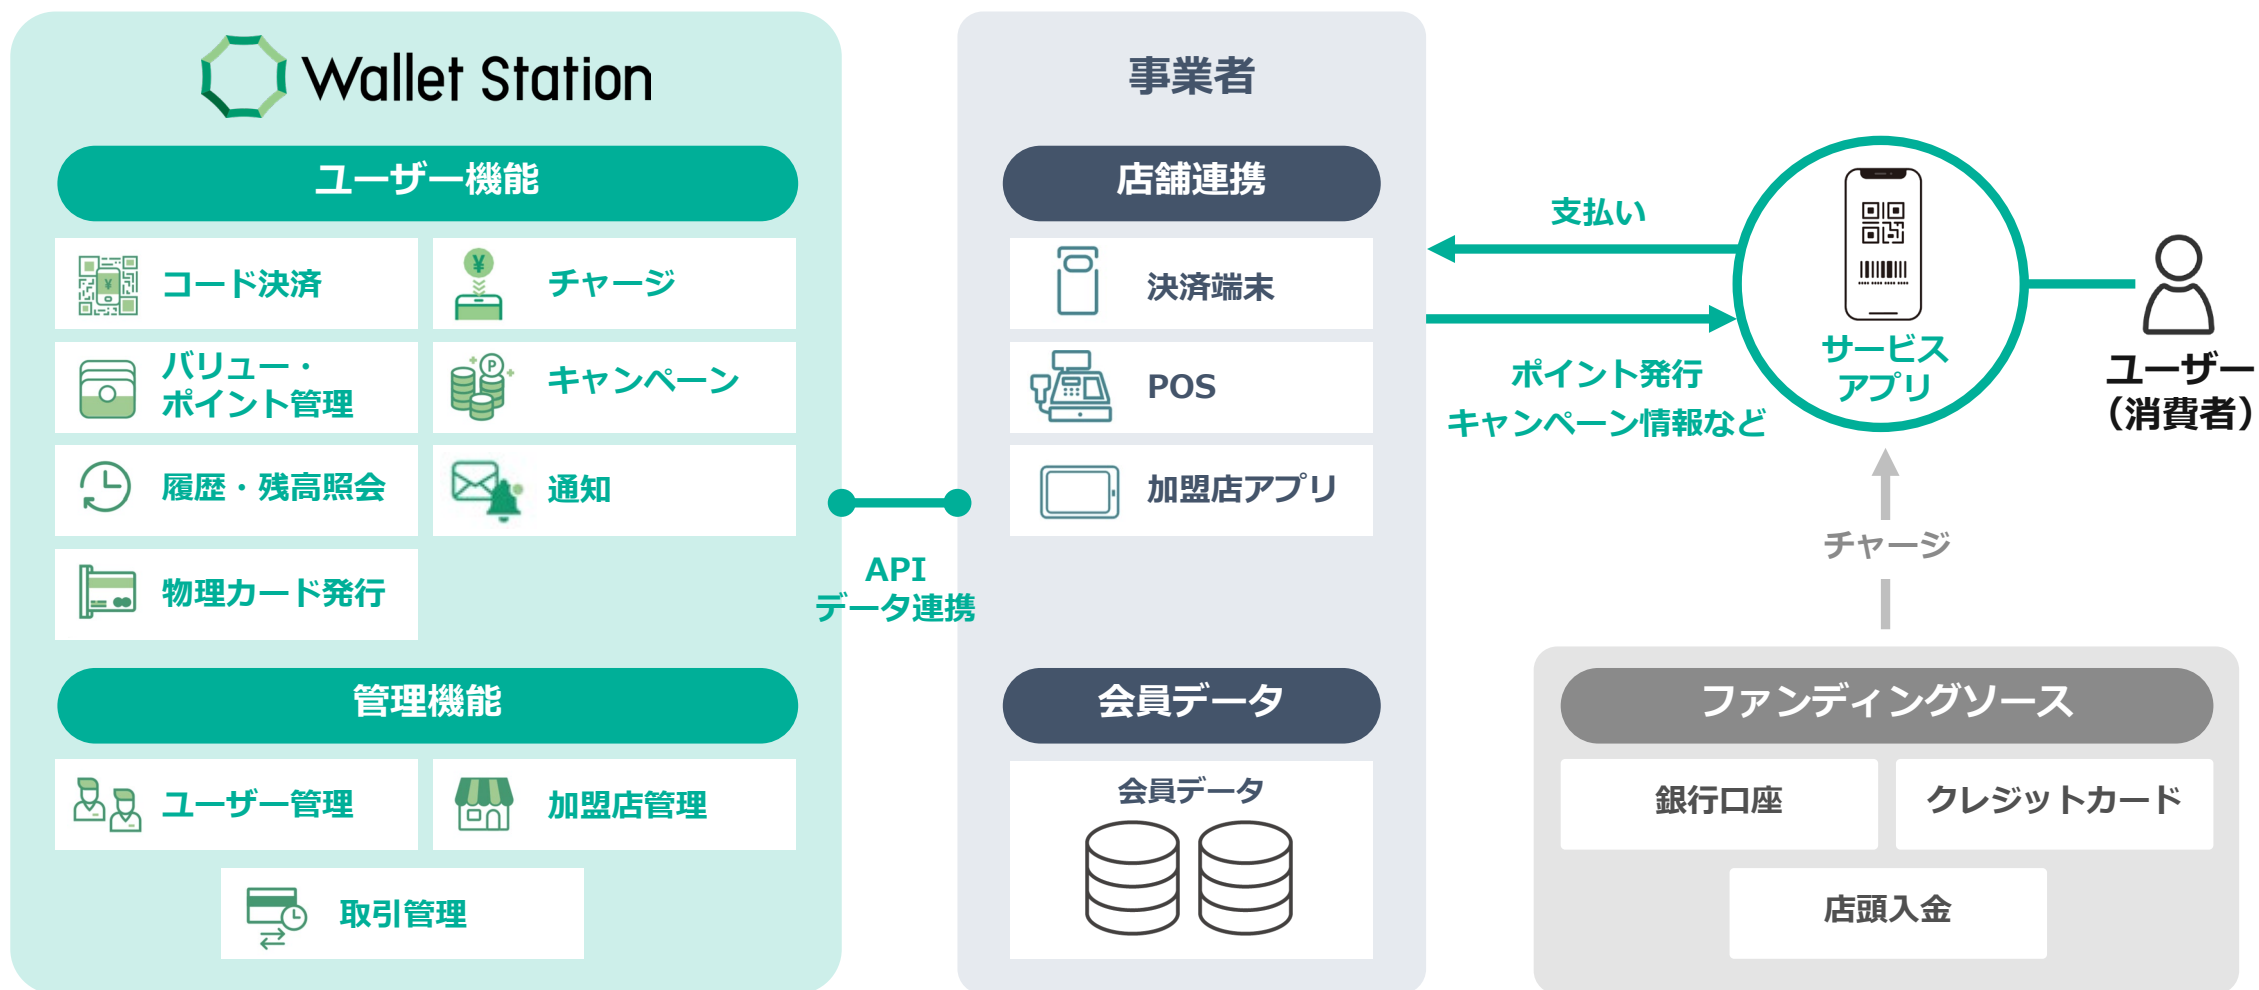 Wallet Station
ユーザー機能
コード決済
チャージ
バリュー・
ポイント管理
キャンペーン
履歴・残高照会
通知
物理カード発行
管理機能
ユーザー管理
加盟店管理
取引管理
API
データ連携
事業者
店舗連携
決済端末
POS
加盟店アプリ
会員データ
会員データ
支払い
ポイント発行
キャンペーン情報など
サービス
アプリ
ユーザー
（消費者）
チャージ
ファンディングソース
銀行口座
クレジットカード
店頭入金